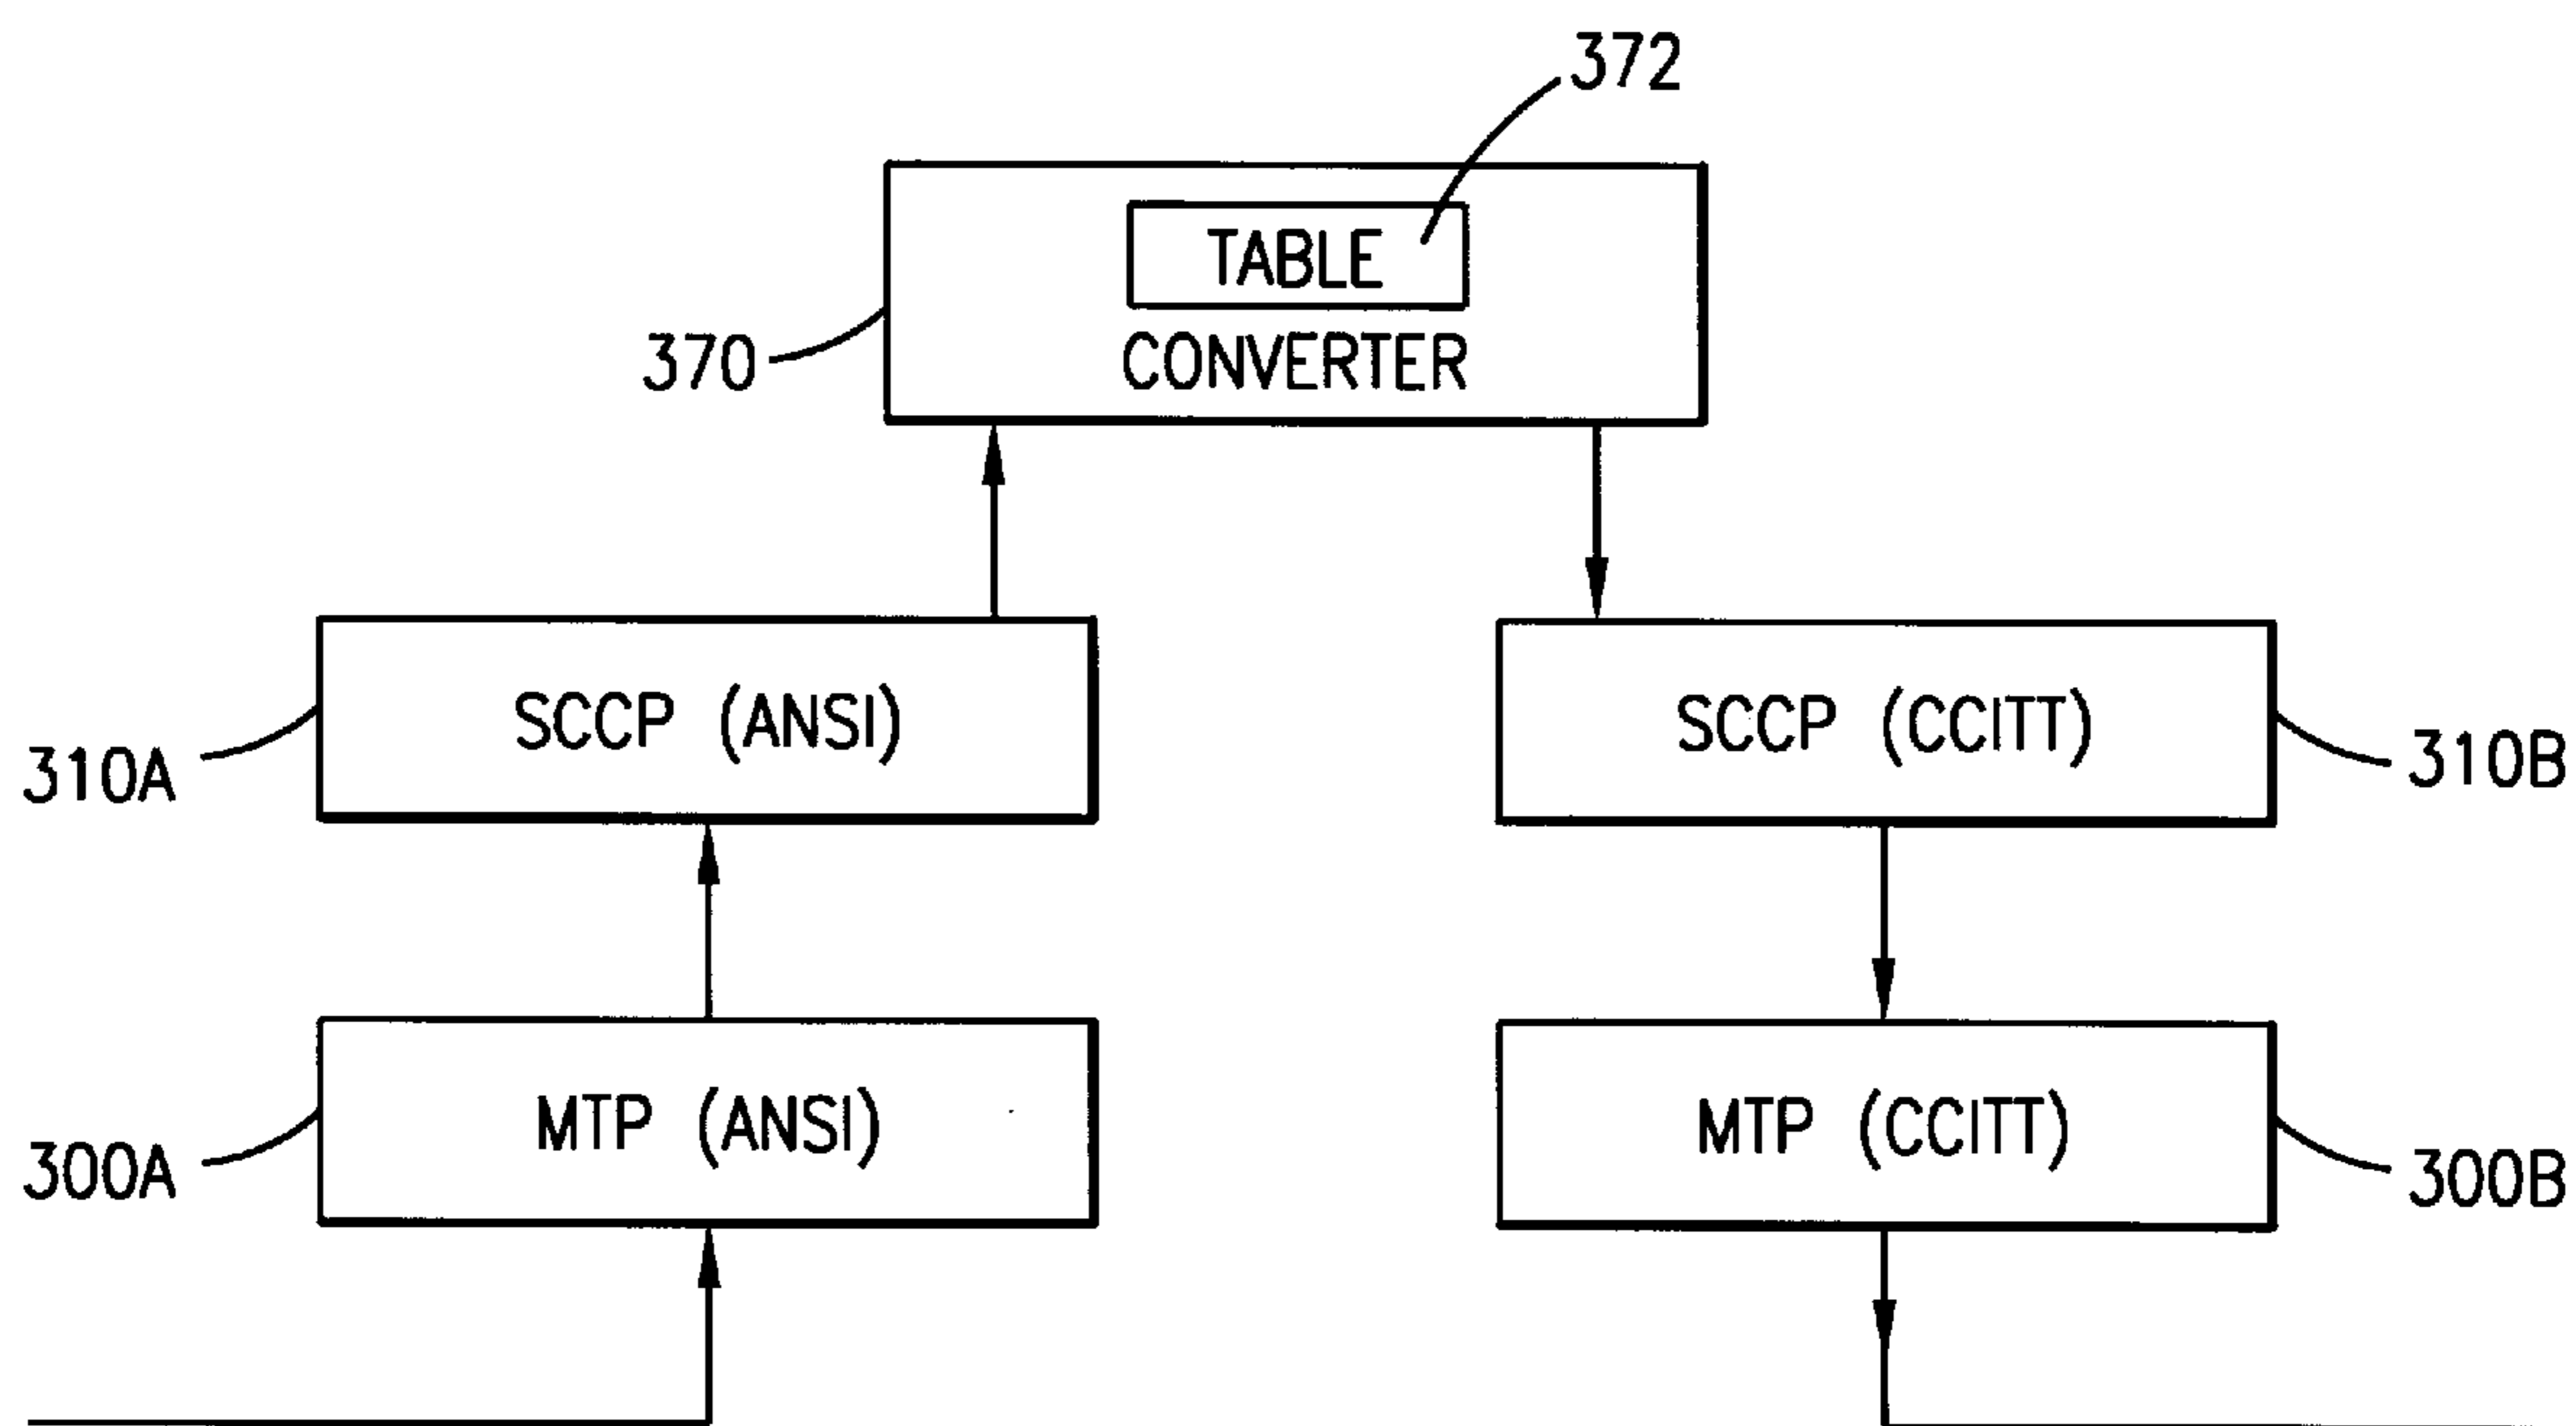 372
TABLE
370
CONVERTER
SCCP (ANSI)
SCCP (CCITT)
310A
310B
MTP (ANSI)
MTP (CCITT)
300A
300B